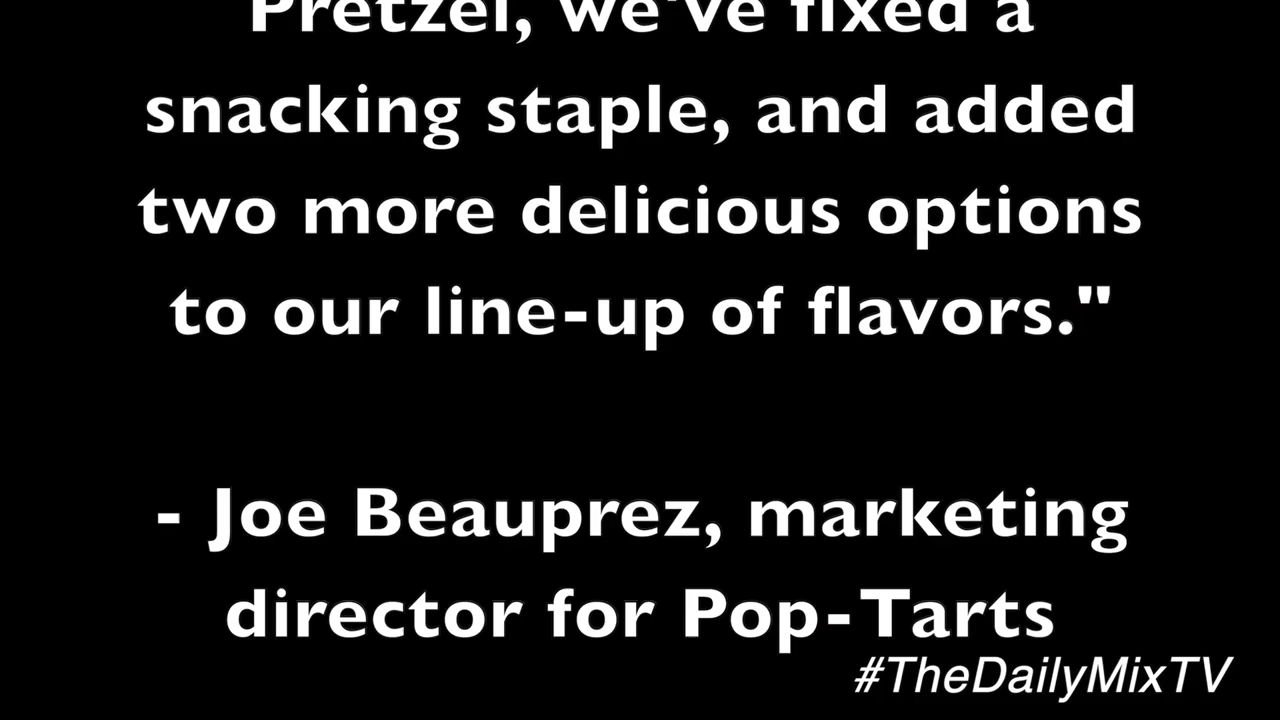 Pretzel, we've fixed a
snacking staple, and added
two more delicious options
to our line-up of flavors."
- Joe Beauprez, marketing
director for Pop-Tarts
#TheDailyMixTV